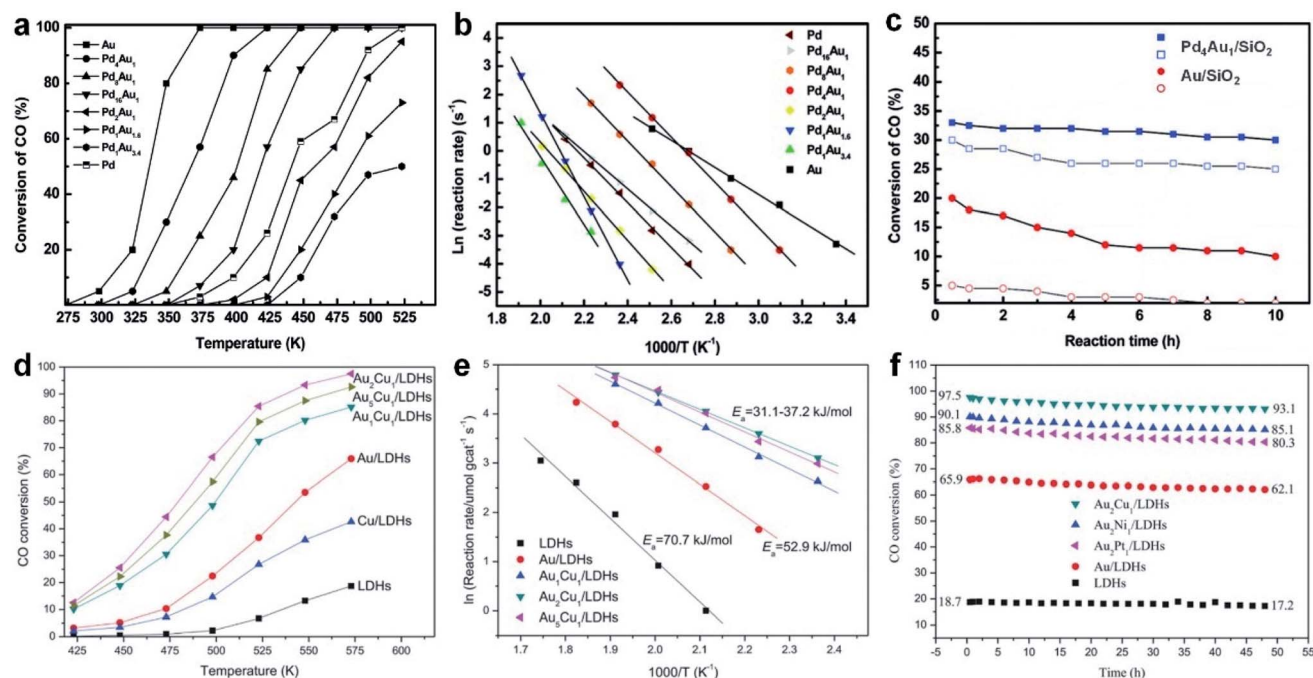 a
Conversion of CO (%)
100
80
60
40
20
Au
Pd₄Au₁
Pd₈Au₁
Pd₁₆Au₁
Pd₂Au₁
Pd₁Au₁.₆
Pd₁Au₃.₄
Pd
275 300 325 350 375 400 425 450 475 500 525
Temperature (K)
b
Ln (reaction rate) (s⁻¹)
5
4
3
2
1
0
-1
-2
-3
-4
-5
Pd
Pd₁₆Au₁
Pd₈Au₁
Pd₄Au₁
Pd₂Au₁
Pd₁Au₁.₆
Pd₁Au₃.₄
Au
2.0 2.2 2.4 2.6 2.8 3.0 3.2 3.4
1000/T (K⁻¹)
c
Conversion of CO (%)
50
45
40
35
30
25
20
15
10
5
0
Pd₄Au₁/SiO₂
Au/SiO₂
0 2 4 6 8 10
Reaction time (h)
d
CO conversion (%)
100
90
80
70
60
50
40
30
20
10
0
Au₂Cu₁/LDHs
Au₅Cu₁/LDHs
Au₁Cu₁/LDHs
Au/LDHs
Cu/LDHs
LDHs
425 450 475 500 525 550 575 600
Temperature (K)
e
ln (Reaction rate/umol gcat⁻¹ s⁻¹)
5
4
3
2
1
0
Eₐ=31.1-37.2 kJ/mol
Eₐ=70.7 kJ/mol
Eₐ=52.9 kJ/mol
LDHs
Au/LDHs
Au₁Cu₁/LDHs
Au₂Cu₁/LDHs
Au₅Cu₁/LDHs
1.7 1.8 1.9 2.0 2.1 2.2 2.3 2.4
1000/T (K⁻¹)
f
CO conversion (%)
110
100
90
80
70
60
50
40
30
20
10
0
97.5 93.1
90.1 85.1
85.8 80.3
65.9 62.1
Au₂Cu₁/LDHs
Au₂Ni₁/LDHs
Au₂Pt₁/LDHs
Au/LDHs
LDHs
18.7 17.2
-5 0 5 10 15 20 25 30 35 40 45 50 55
Time (h)